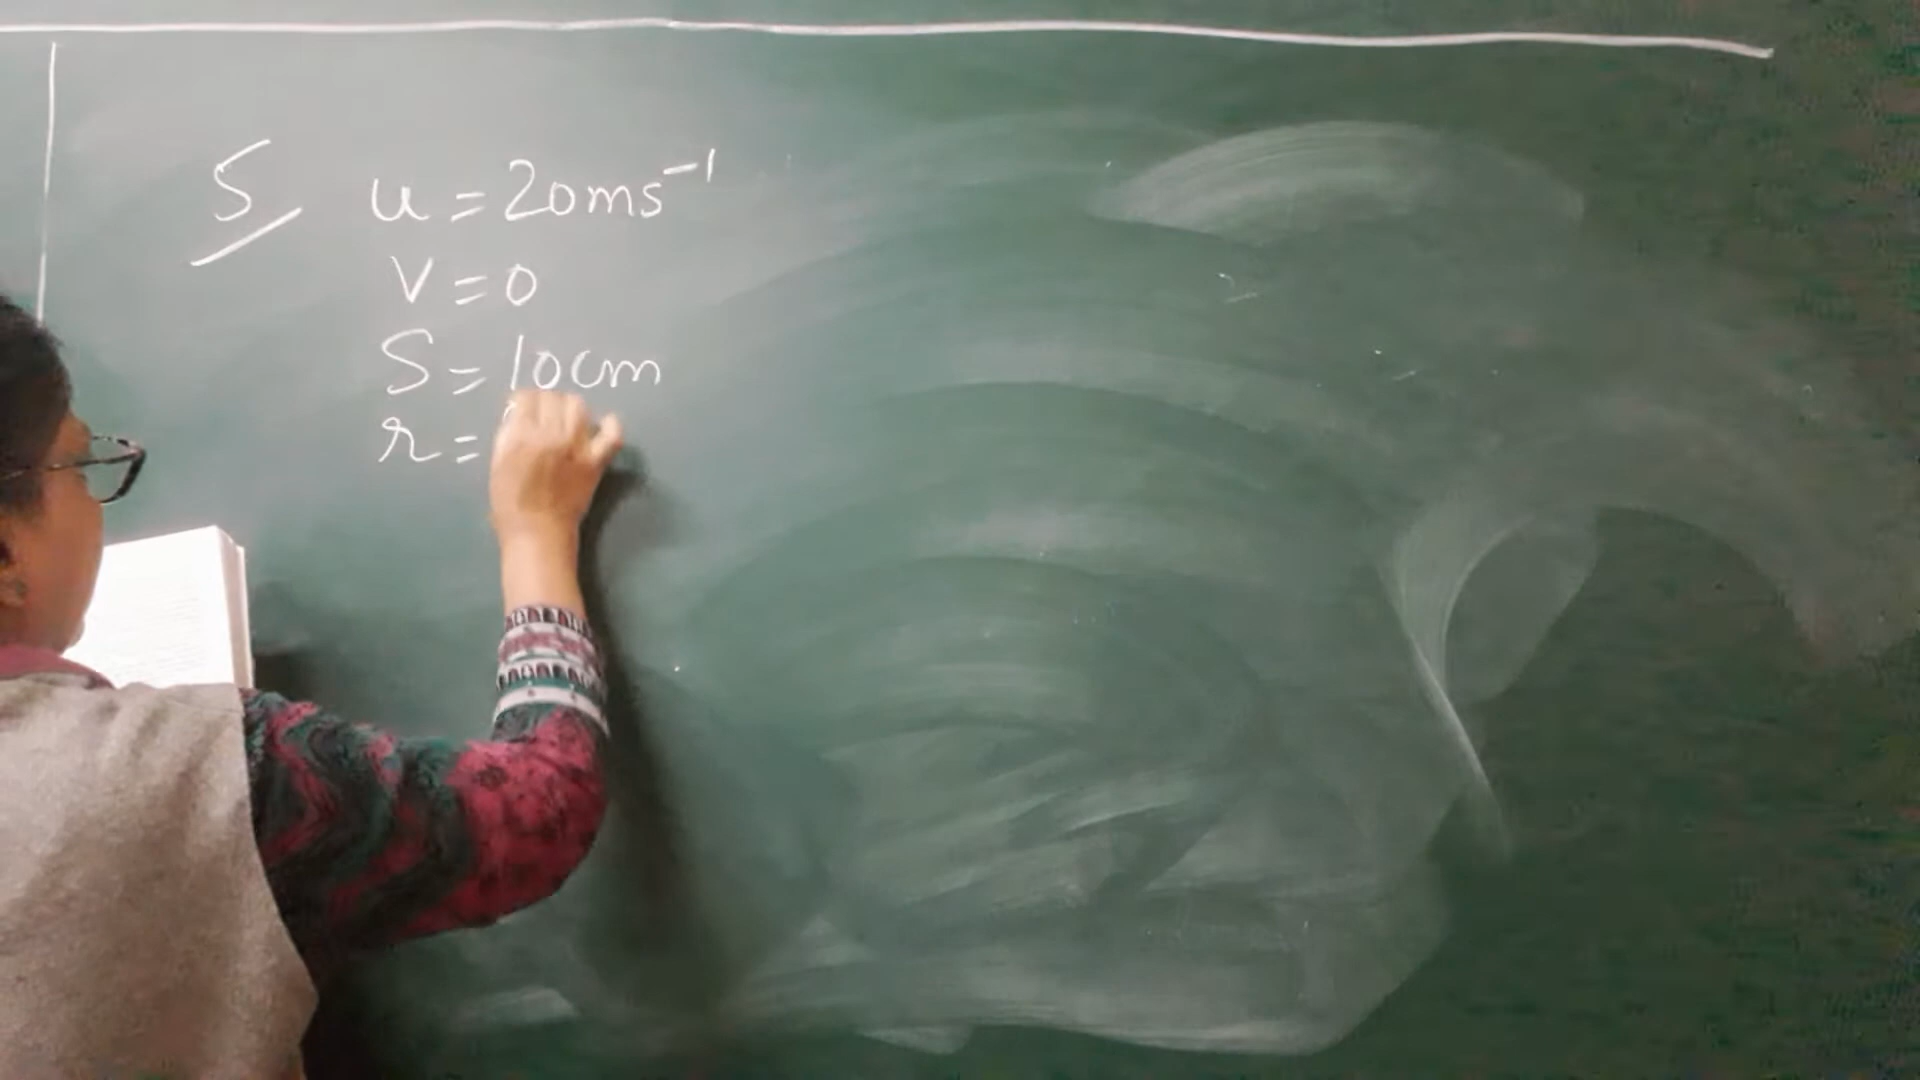 5/ u = 20ms⁻¹
V = 0
S = 10cm
r =